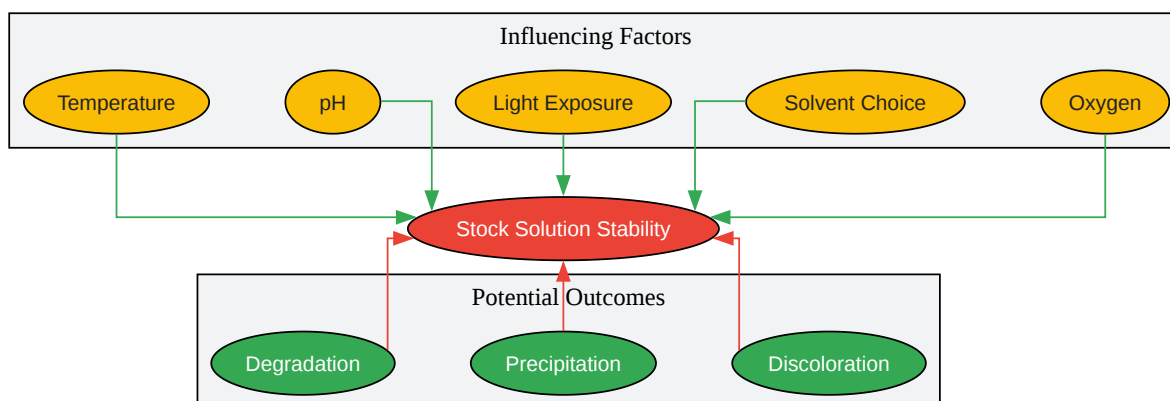 Influencing Factors
Temperature
pH
Light Exposure
Solvent Choice
Oxygen
Stock Solution Stability
Potential Outcomes
Degradation
Precipitation
Discoloration